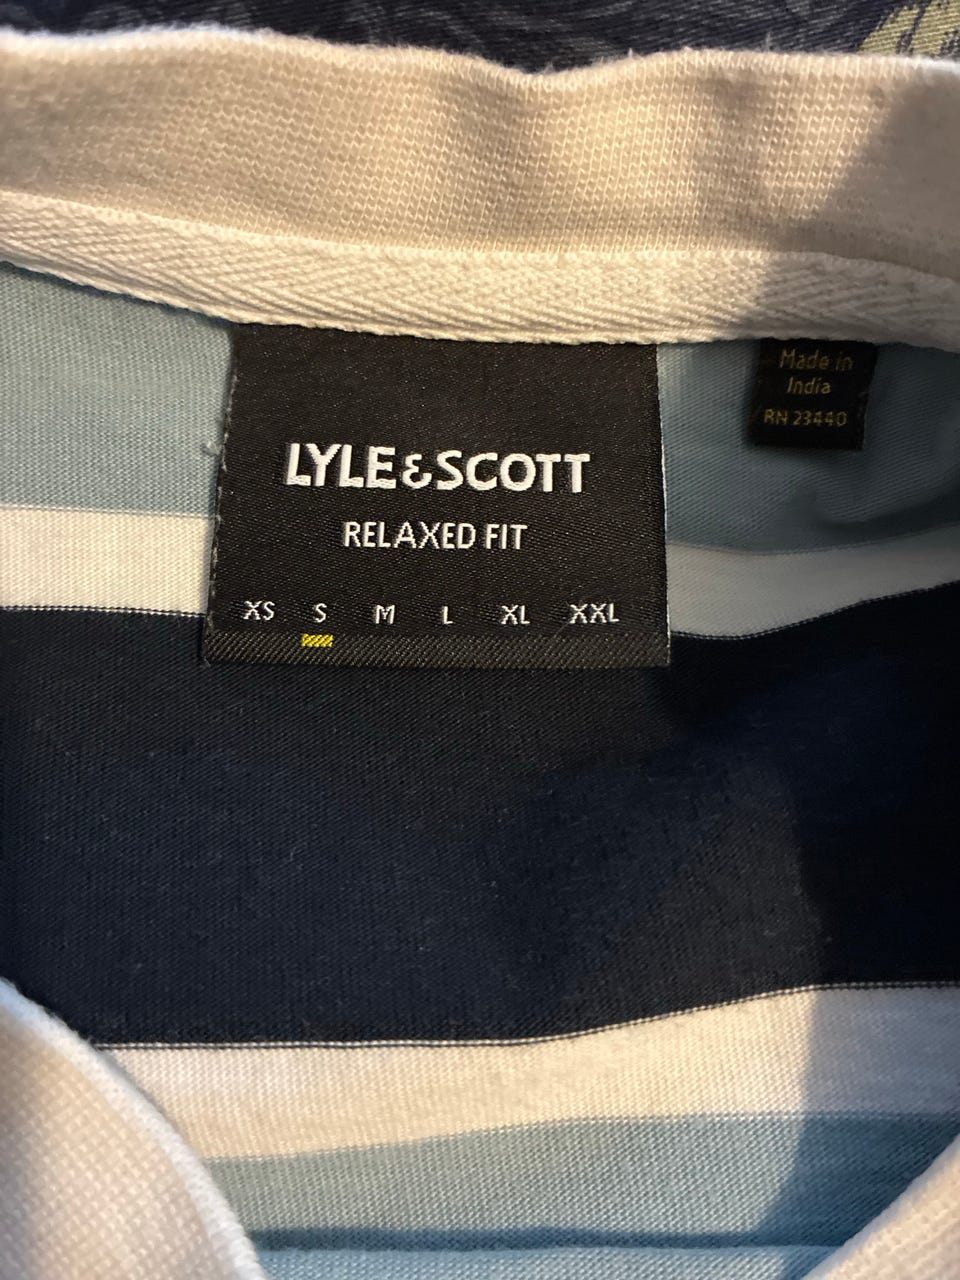 LYLE&SCOTT
RELAXED FIT
XS S M L XL XXL
Made in
India
RN 23440